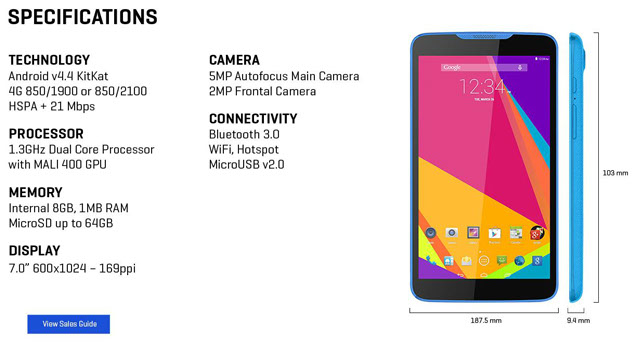 SPECIFICATIONS
TECHNOLOGY
Android v4.4 KitKat
4G 850/1900 or 850/2100
HSPA + 21 Mbps
PROCESSOR
1.3GHz Dual Core Processor
with MALI 400 GPU
MEMORY
Internal 8GB, 1MB RAM
MicroSD up to 64GB
DISPLAY
7.0” 600x1024 – 169ppi
View Sales Guide
CAMERA
5MP Autofocus Main Camera
2MP Frontal Camera
CONNECTIVITY
Bluetooth 3.0
WiFi, Hotspot
MicroUSB v2.0
Google
12:34
103 mm
187.5 mm
9.4 mm